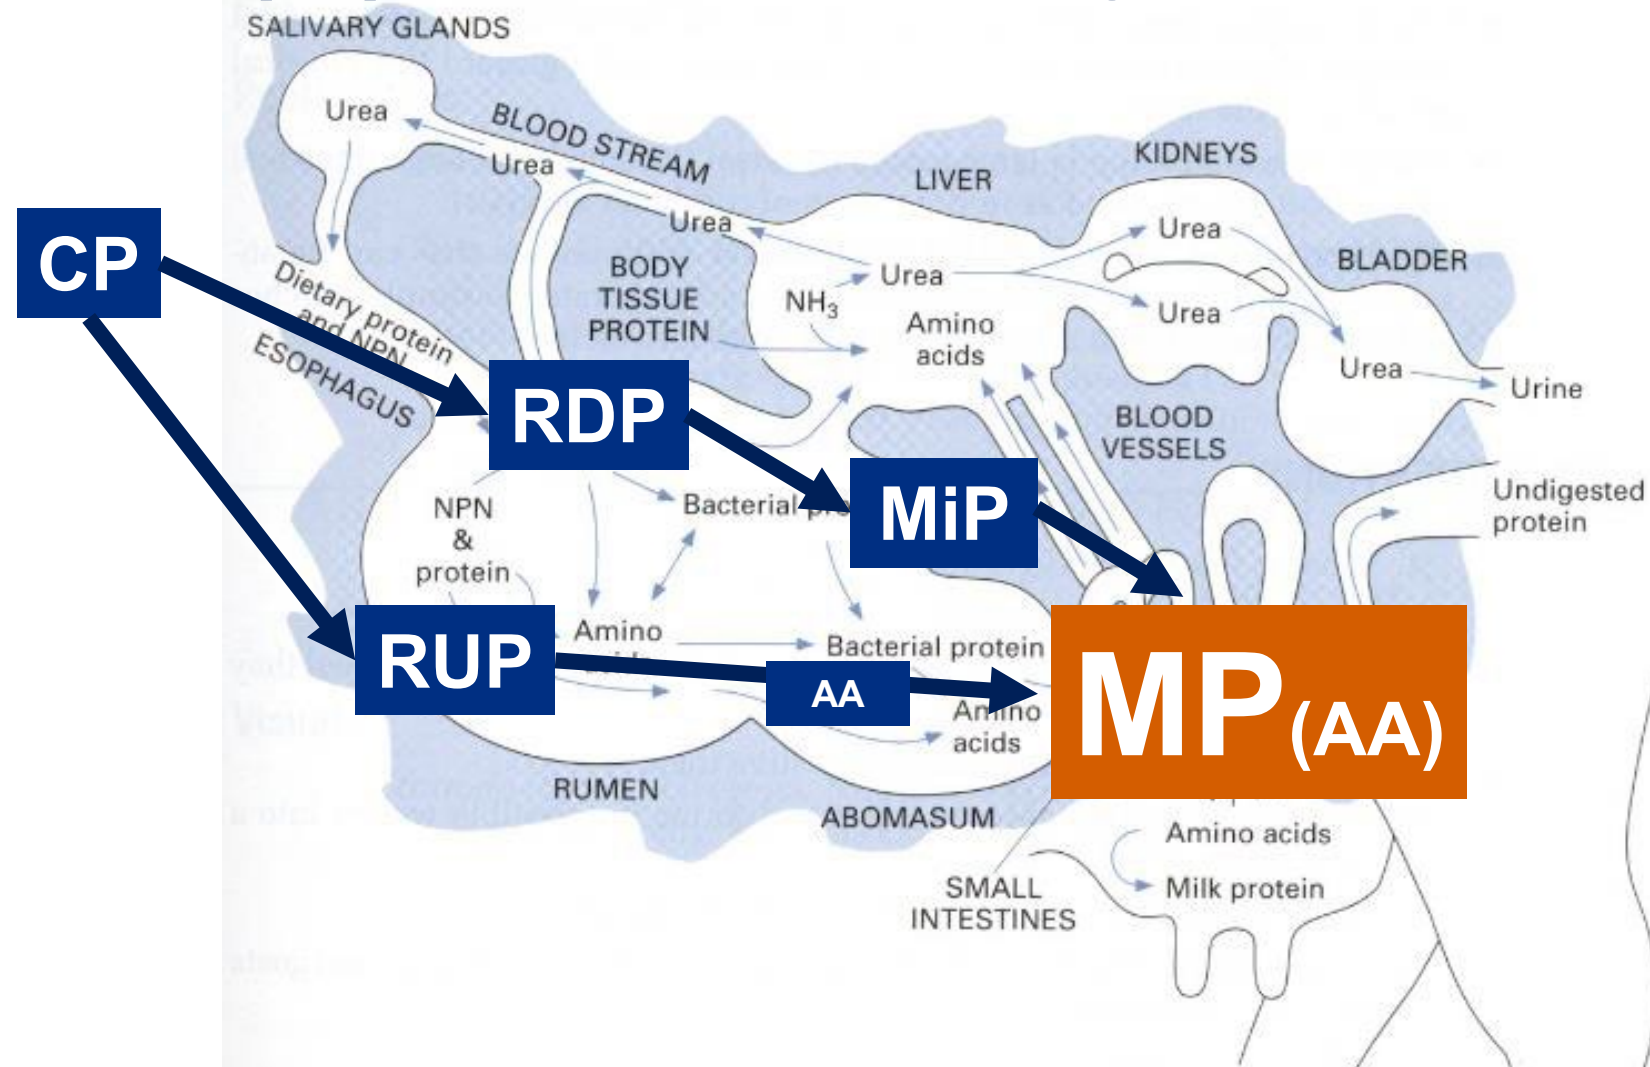 SALIVARY GLANDS
Urea
BLOOD STREAM
Urea
Urea
LIVER
KIDNEYS
Urea
BLADDER
CP
Dietary protein
and NPN
ESOPHAGUS
BODY
TISSUE
PROTEIN
NH3
Urea
Amino
acids
Urea
Urea
Urine
RDP
BLOOD
VESSELS
NPN
&
protein
Bacterial
MiP
Undigested
protein
RUP
Amino
Bacterial protein
AA
Amino
acids
MP (AA)
RUMEN
ABOMASUM
Amino acids
Milk protein
SMALL
INTESTINES